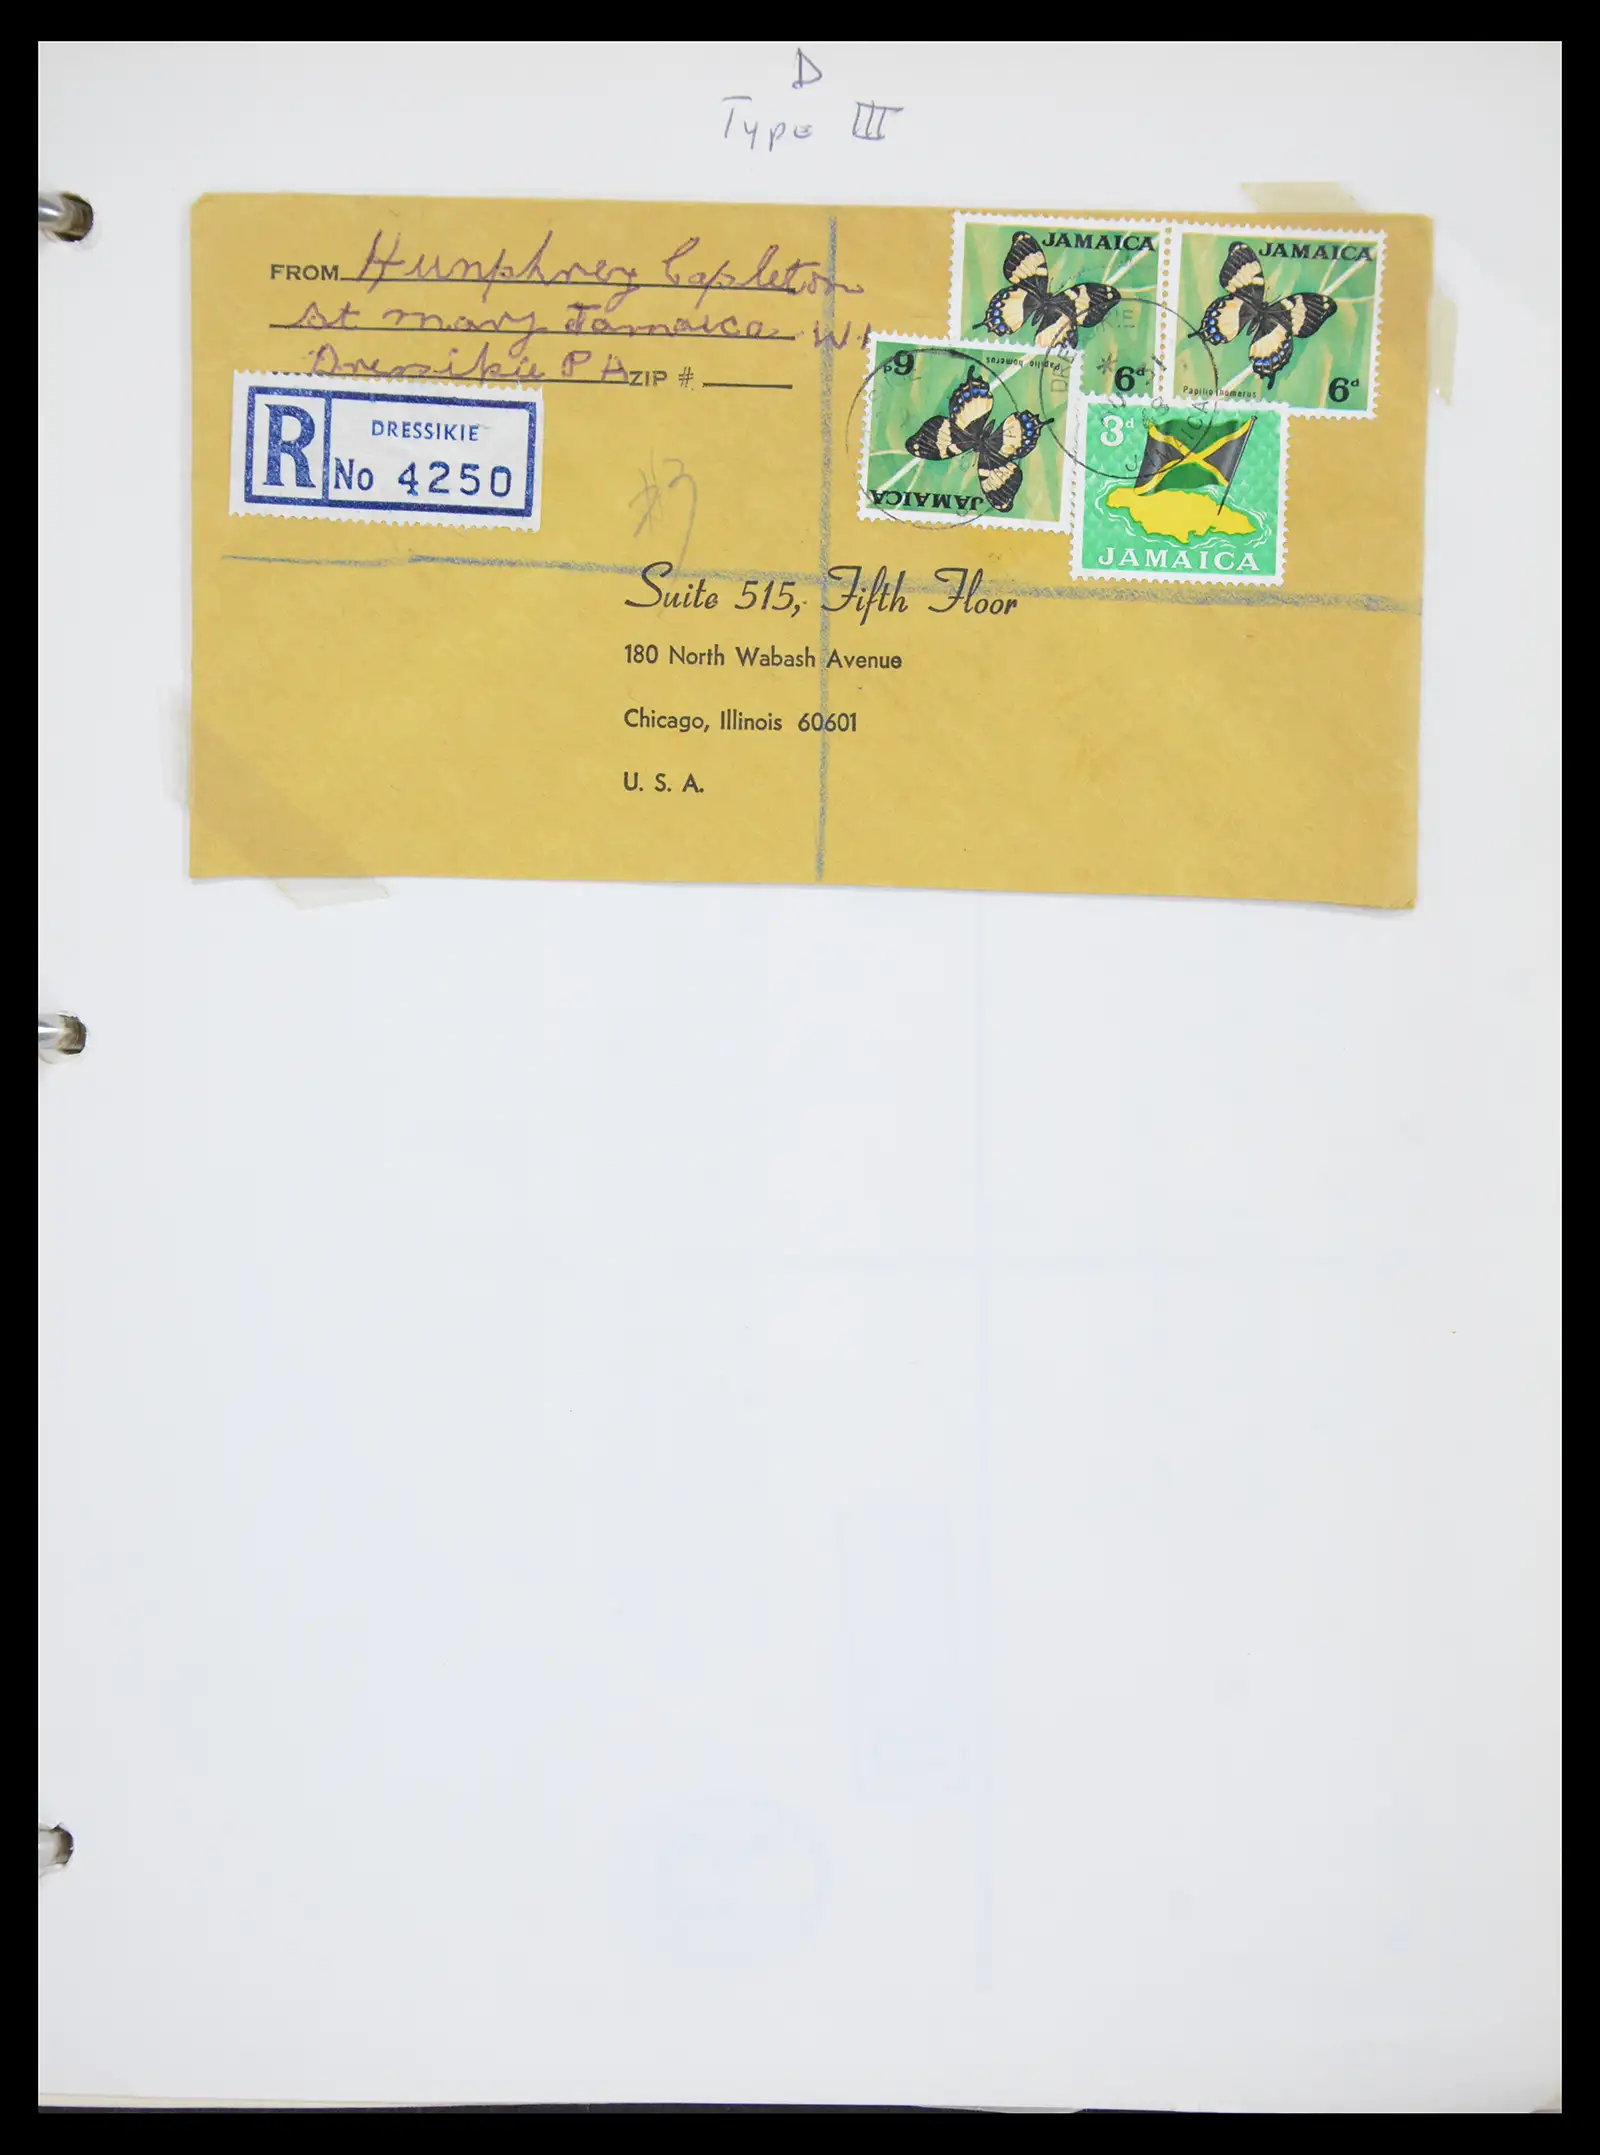 D
Type III
FROM Humphrey Capleton
St Mary Jamaica W.I
Dressikie P A ZIP #
R DRESSIKIE
No 4250
#3
JAMAICA
6d
JAMAICA
Papilio homerus
6d
6d
Papilio homerus
JAMAICA
3d
JAMAICA
Suite 515, Fifth Floor
180 North Wabash Avenue
Chicago, Illinois 60601
U. S. A.